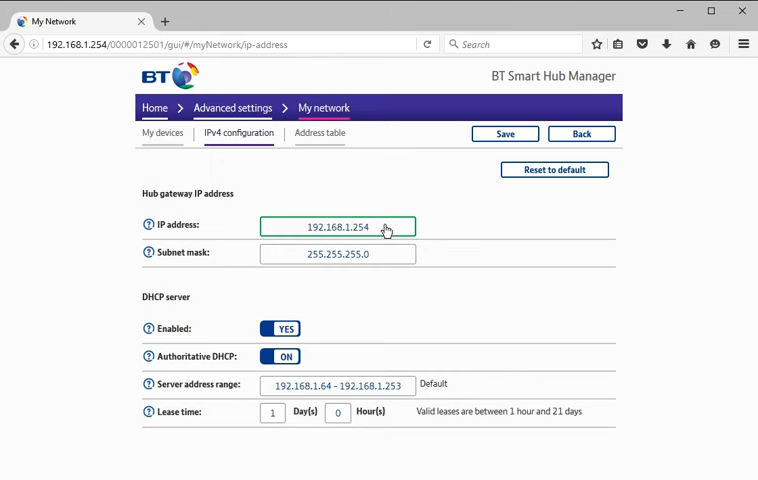 My Network
192.168.1.254/0000012501/gui/#/myNetwork/ip-address
Search
BT
BT Smart Hub Manager
Home > Advanced settings > My network
My devices | IPv4 configuration | Address table
Save
Back
Reset to default
Hub gateway IP address
? IP address: 192.168.1.254
? Subnet mask: 255.255.255.0
DHCP server
? Enabled: YES
? Authoritative DHCP: ON
? Server address range: 192.168.1.64 - 192.168.1.253 Default
? Lease time: 1 Day(s) 0 Hour(s) Valid leases are between 1 hour and 21 days